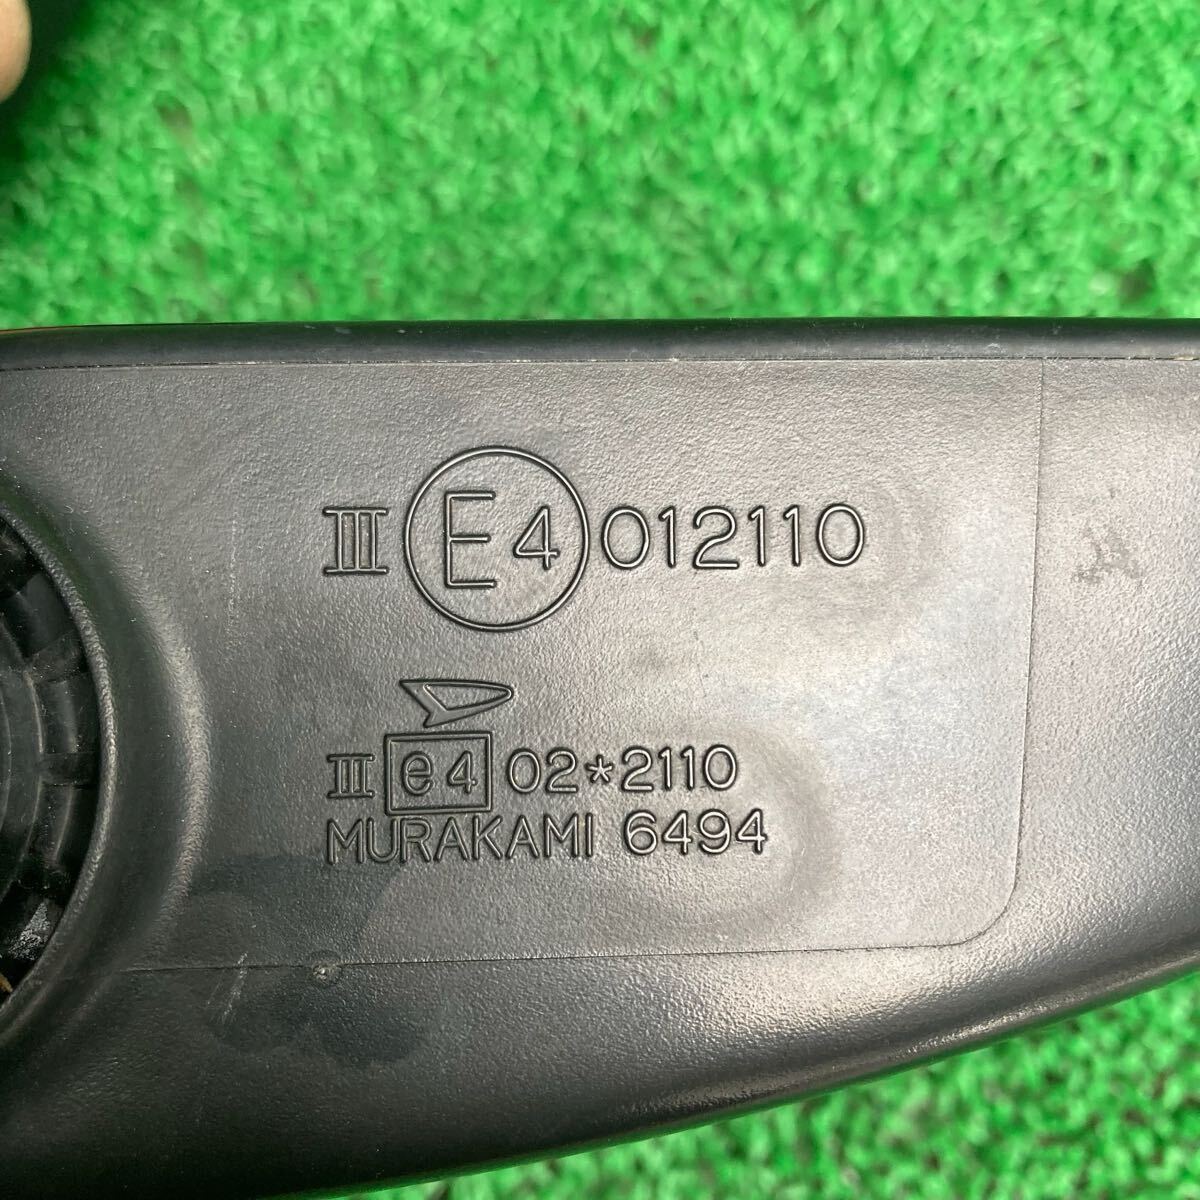 III E4 012110
III e4 02*2110
MURAKAMI 6494